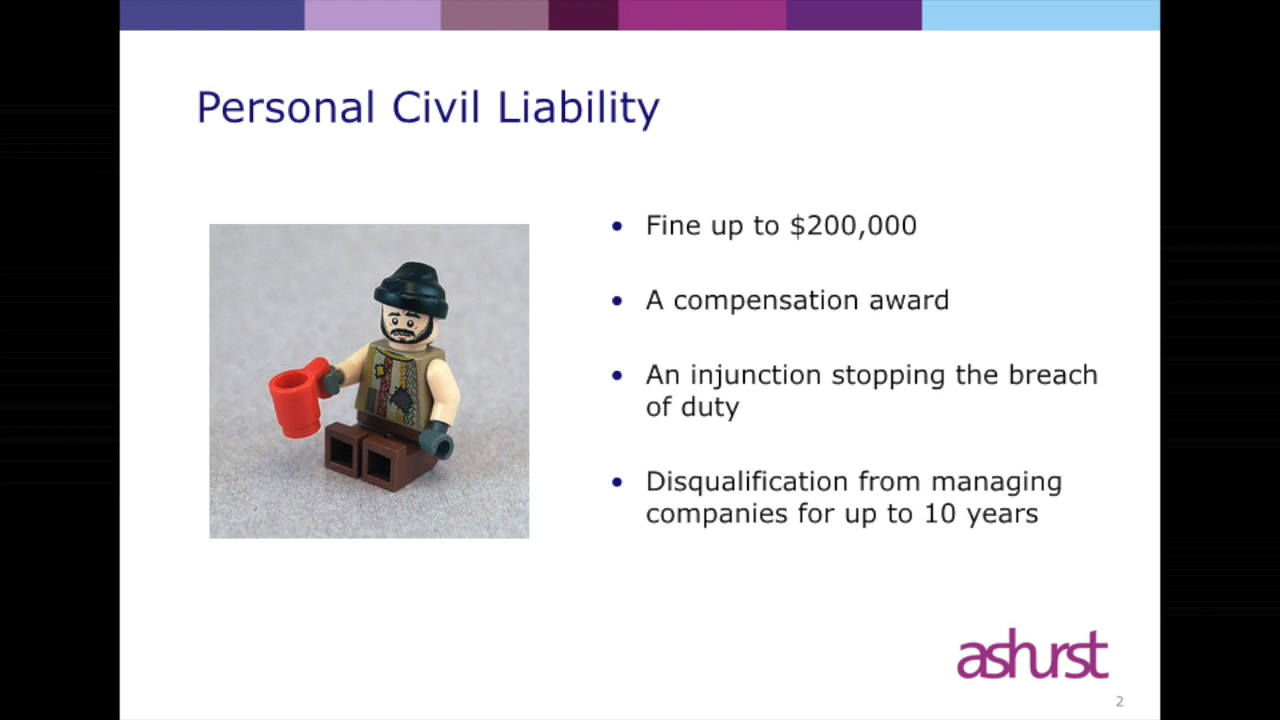 Personal Civil Liability
• Fine up to $200,000
• A compensation award
• An injunction stopping the breach
of duty
• Disqualification from managing
companies for up to 10 years
ashurst
2